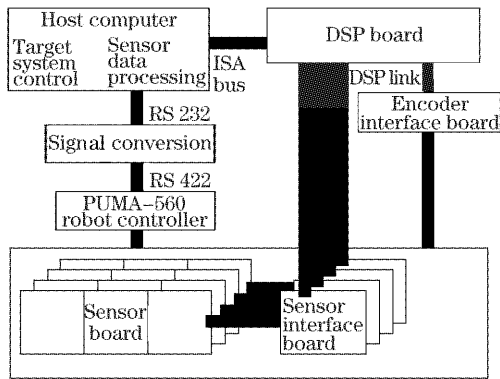 Host computer
Target
system
control
Sensor
data
processing
ISA
bus
DSP board
DSP link
Encoder
interface board
RS 232
Signal conversion
RS 422
PUMA-560
robot controller
Sensor
board
Sensor
interface
board